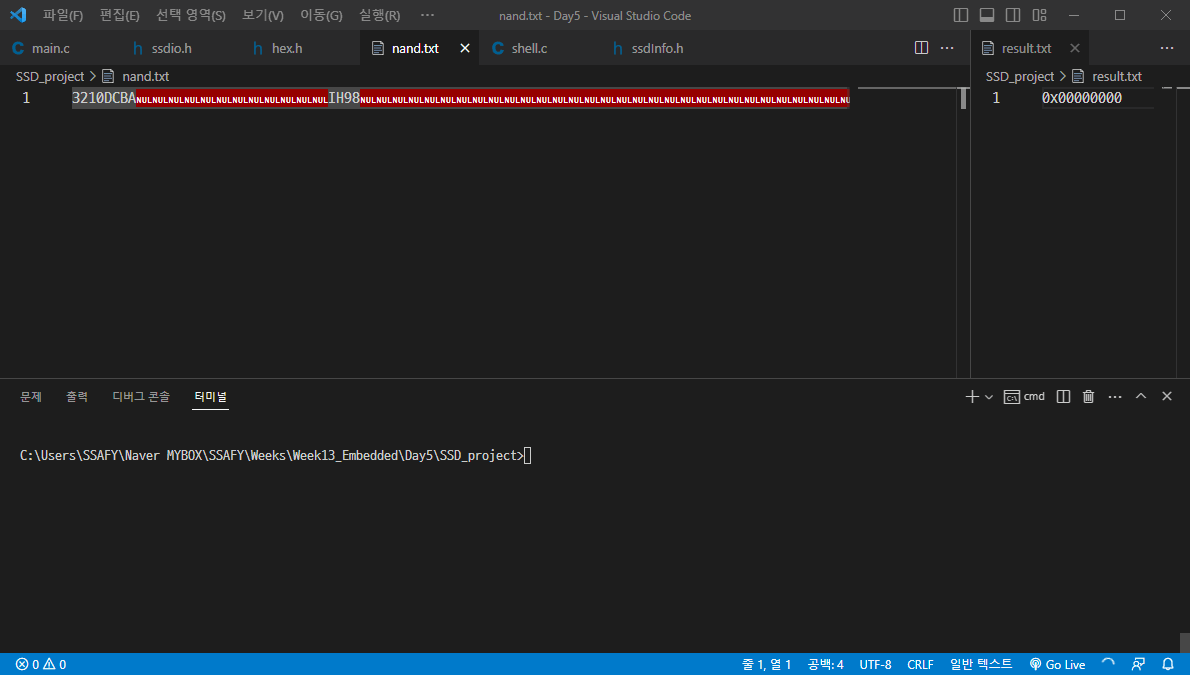 파일(F) 편집(E) 선택 영역(S) 보기(V) 이동(G) 실행(R) ··· nand.txt - Day5 - Visual Studio Code
C main.c h ssdio.h h hex.h nand.txt C shell.c h ssdInfo.h ··· result.txt ···
SSD_project > nand.txt SSD_project > result.txt
1 3210DCBANULNULNULNULNULNULNULNULNULNULNULNULIH98NULNULNULNULNULNULNULNULNULNULNULNULNULNULNULNULNULNULNULNULNULNULNULNULNULNULNULNULNULNULNU 1 0x00000000
문제 출력 디버그 콘솔 터미널 cmd ···
C:\Users\SSAFY\Naver MYBOX\SSAFY\Weeks\Week13_Embedded\Day5\SSD_project>
0 0 줄 1, 열 1 공백: 4 UTF-8 CRLF 일반 텍스트 Go Live